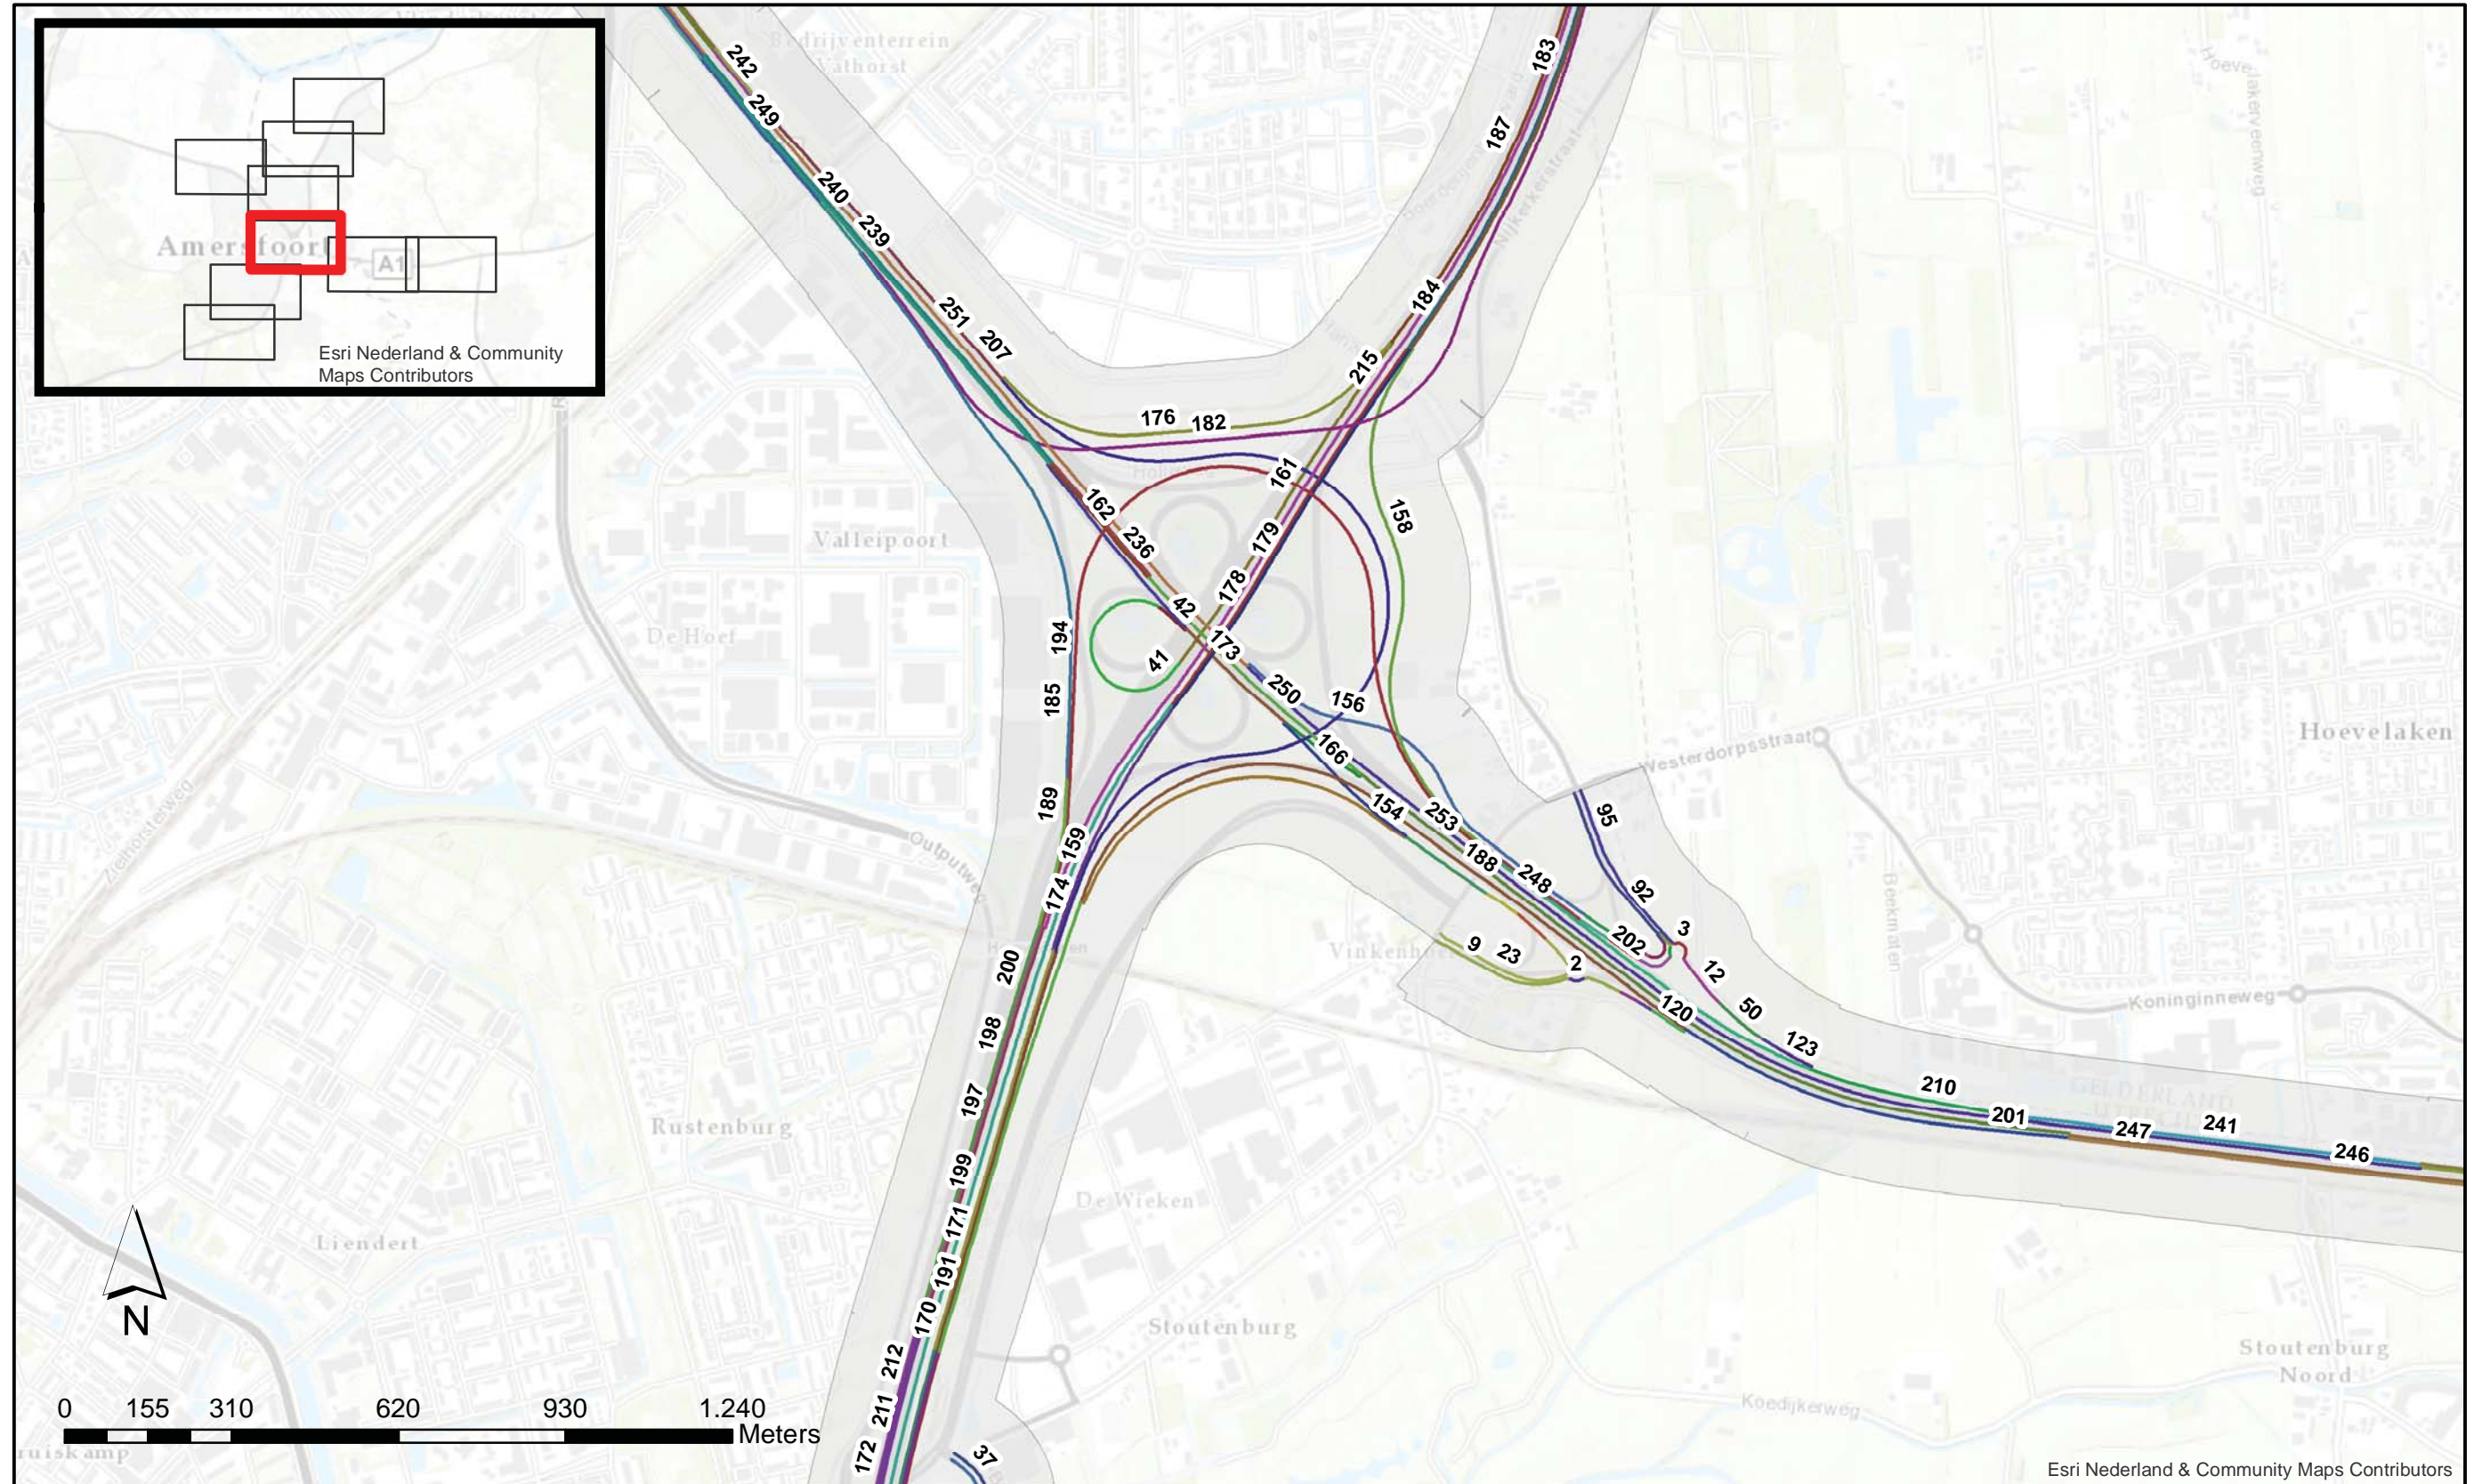 Amersfoort
A1
Esri Nederland & Community
Maps Contributors
Bedrijventerrein
Vathorst
Hoevelakerveenweg
Nijkerkerstraat
242
249
240
239
251
207
183
187
184
215
176
182
161
162
236
179
178
158
42
173
41
194
185
189
250
156
166
154
253
188
248
159
174
200
198
197
199
171
191
170
212
211
172
37
95
92
3
202
12
50
123
9
23
2
120
210
201
247
241
246
Valleipoort
De Hoef
Hoevelaken
Westerdorpsstraat
Zielhorsterweg
Outputweg
Beekmaten
Koninginneweg
GELDERLAND
Rustenburg
De Wieken
Liendert
Stoutenburg
Stoutenburg
Noord
Koedijkerweg
ruiskamp
N
0 155 310 620 930 1.240
Meters
Esri Nederland & Community Maps Contributors